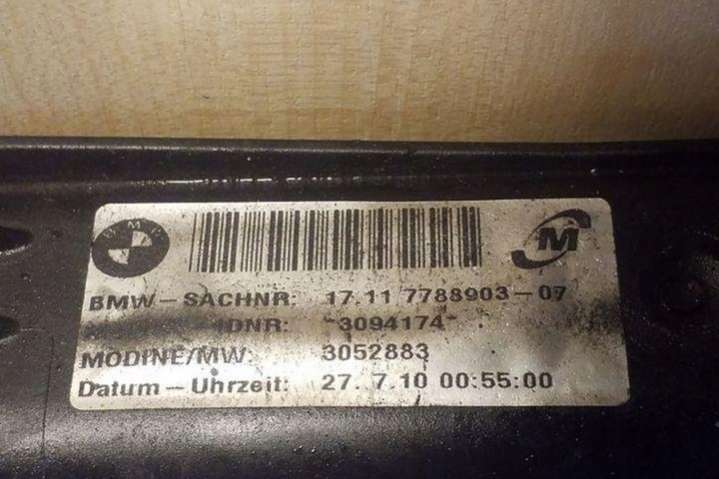 BMW
M
BMW-SACHNR: 17.11 7788903-07
IDNR: 3094174
MODINE/MW: 3052883
Datum-Uhrzeit: 27. 7.10 00:55:00